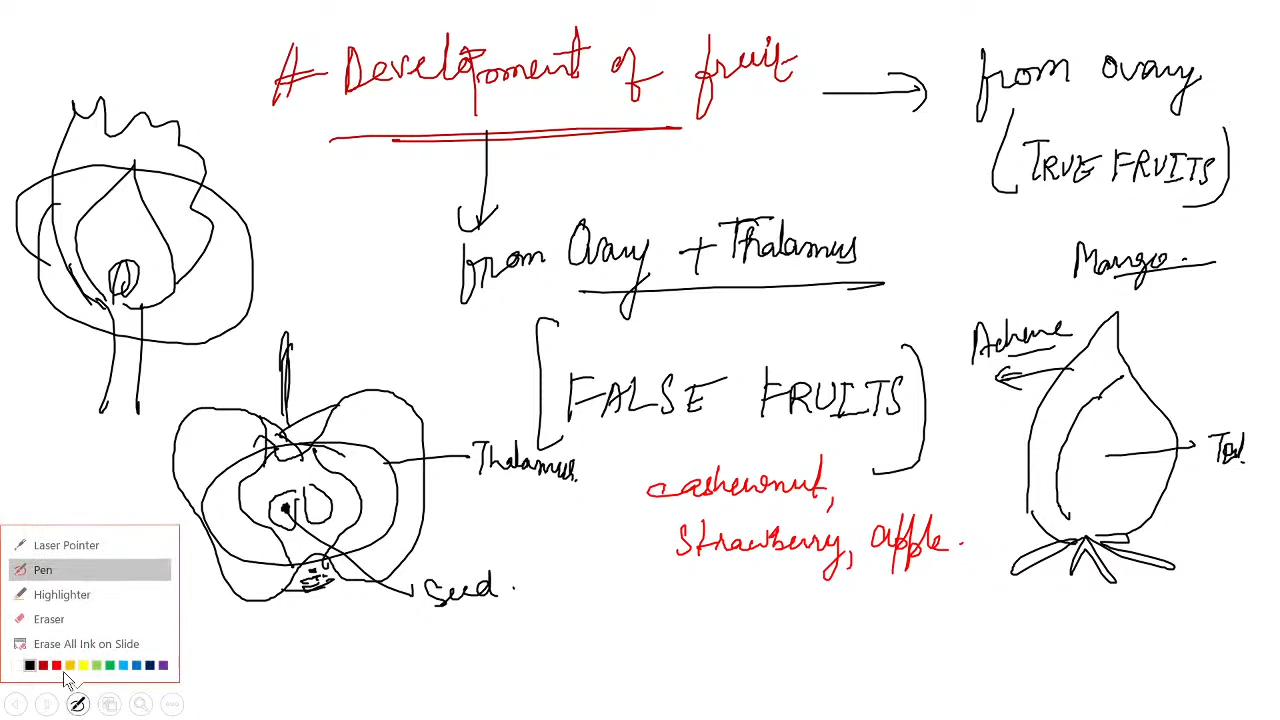 # Development of fruit → from ovary
(TRUE FRUITS)
from Ovary + Thalamus
Mango.
[FALSE FRUITS]
Achene
Thalamus.
cashewnut,
strawberry, apple.
Seed.
Laser Pointer
Pen
Highlighter
Eraser
Erase All Ink on Slide